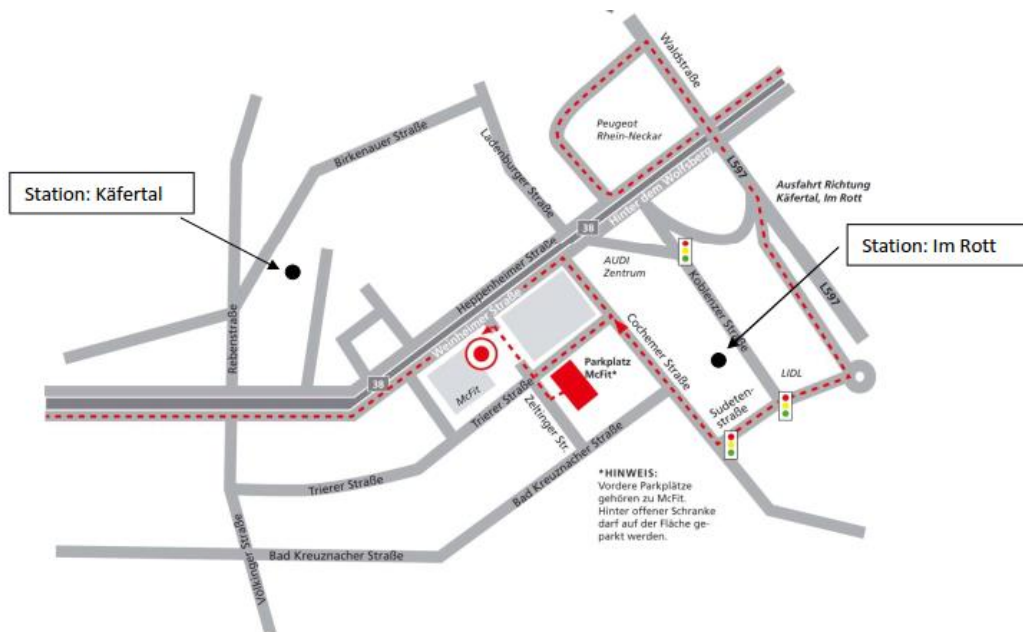 Waldstraße
Peugeot
Rhein-Neckar
Birkenauer Straße
Ladenburger Straße
Station: Käfertal
Hinter dem Wolfsberg
L597
Ausfahrt Richtung
Käfertal, Im Rott
38
Station: Im Rott
AUDI
Zentrum
Heppenheimer Straße
Weinheimer Straße
Koblenzer Straße
L597
Rebenstraße
Cochemer Straße
Parkplatz
McFit*
38
McFit
LIDL
Sudeten-
straße
Trierer Straße
Zeltinger Str.
Trierer Straße
Bad Kreuznacher Straße
*HINWEIS:
Vordere Parkplätze
gehören zu McFit.
Hinter offener Schranke
darf auf der Fläche ge-
parkt werden.
Bad Kreuznacher Straße
Völkinger Straße